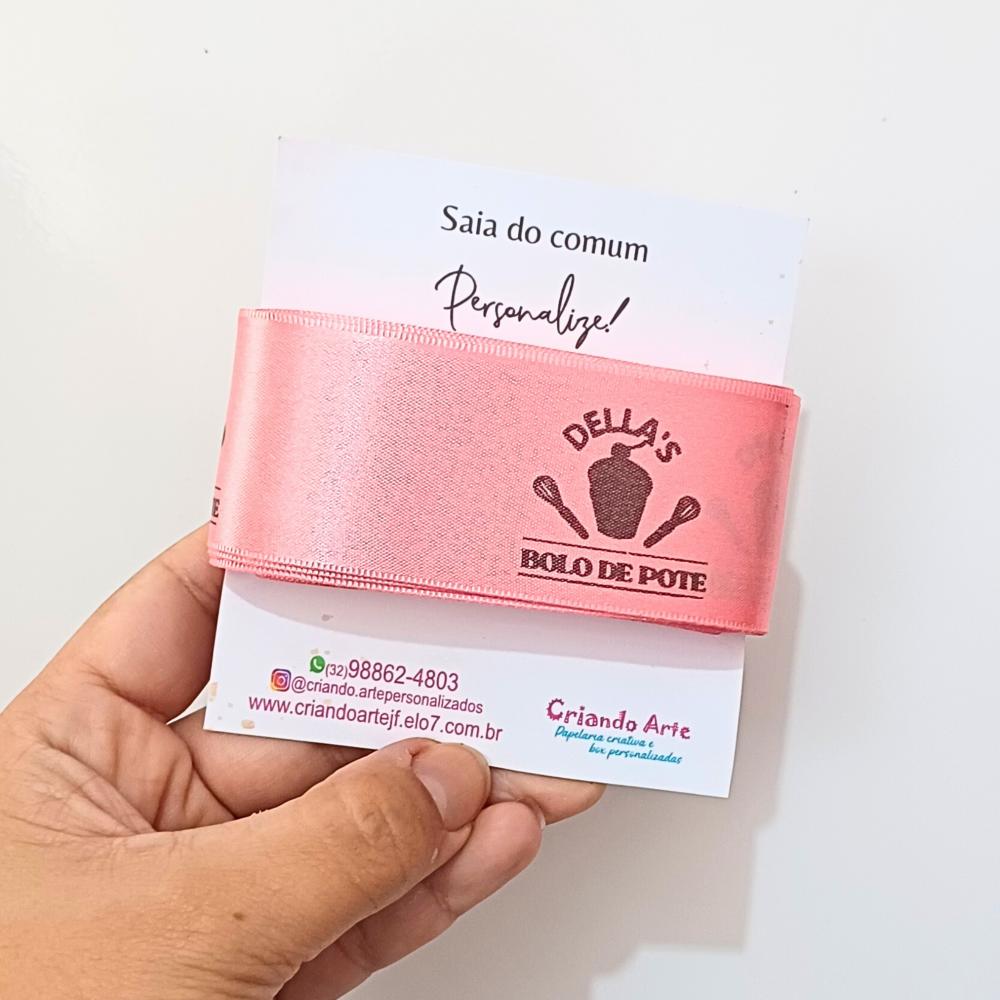 Saia do comum
Personalize!
DELLA'S
BOLO DE POTE
(32)98862-4803
@criando.artepersonalizados
www.criandoartejf.elo7.com.br
Criando Arte
Papelaria criativa e
box personalizadas